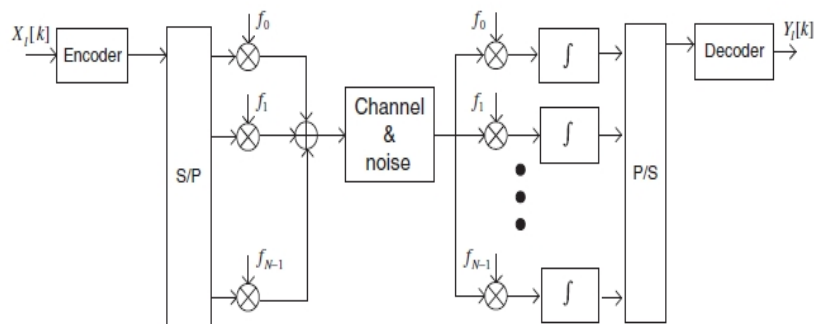 X_l[k]
Encoder
S/P
f_0
f_1
f_{N-1}
Channel
&
noise
f_0
f_1
f_{N-1}
∫
∫
∫
P/S
Decoder
Y_l[k]